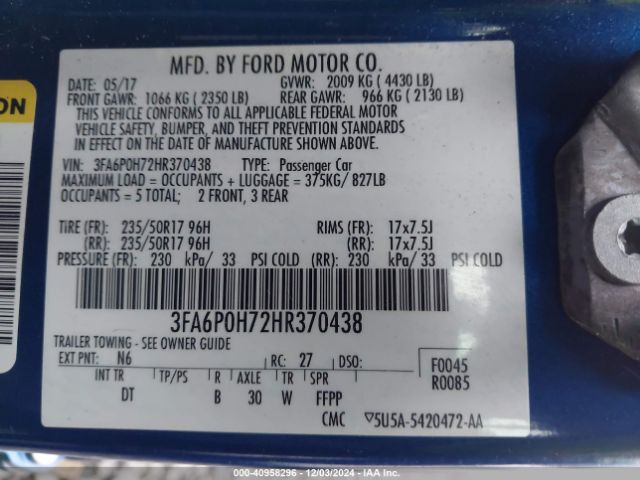 MFD. BY FORD MOTOR CO.
DATE: 05/17 GVWR: 2009 KG ( 4430 LB)
FRONT GAWR: 1066 KG ( 2350 LB) REAR GAWR: 966 KG ( 2130 LB)
THIS VEHICLE CONFORMS TO ALL APPLICABLE FEDERAL MOTOR
VEHICLE SAFETY, BUMPER, AND THEFT PREVENTION STANDARDS
IN EFFECT ON THE DATE OF MANUFACTURE SHOWN ABOVE.
VIN: 3FA6P0H72HR370438 TYPE: Passenger Car
MAXIMUM LOAD = OCCUPANTS + LUGGAGE = 375KG/ 827LB
OCCUPANTS = 5 TOTAL; 2 FRONT, 3 REAR
TIRE (FR): 235/50R17 96H RIMS (FR): 17x7.5J
(RR): 235/50R17 96H (RR): 17x7.5J
PRESSURE (FR): 230 kPa/ 33 PSI COLD (RR): 230 kPa/ 33 PSI COLD
3FA6P0H72HR370438
TRAILER TOWING - SEE OWNER GUIDE
EXT PNT: N6 RC: 27 DSO: F0045
INT TR TP/PS R AXLE TR SPR R0085
DT B 30 W FFPP
CMC ▽5U5A-5420472-AA
ION
000-40958296 - 12/03/2024 - IAA Inc.